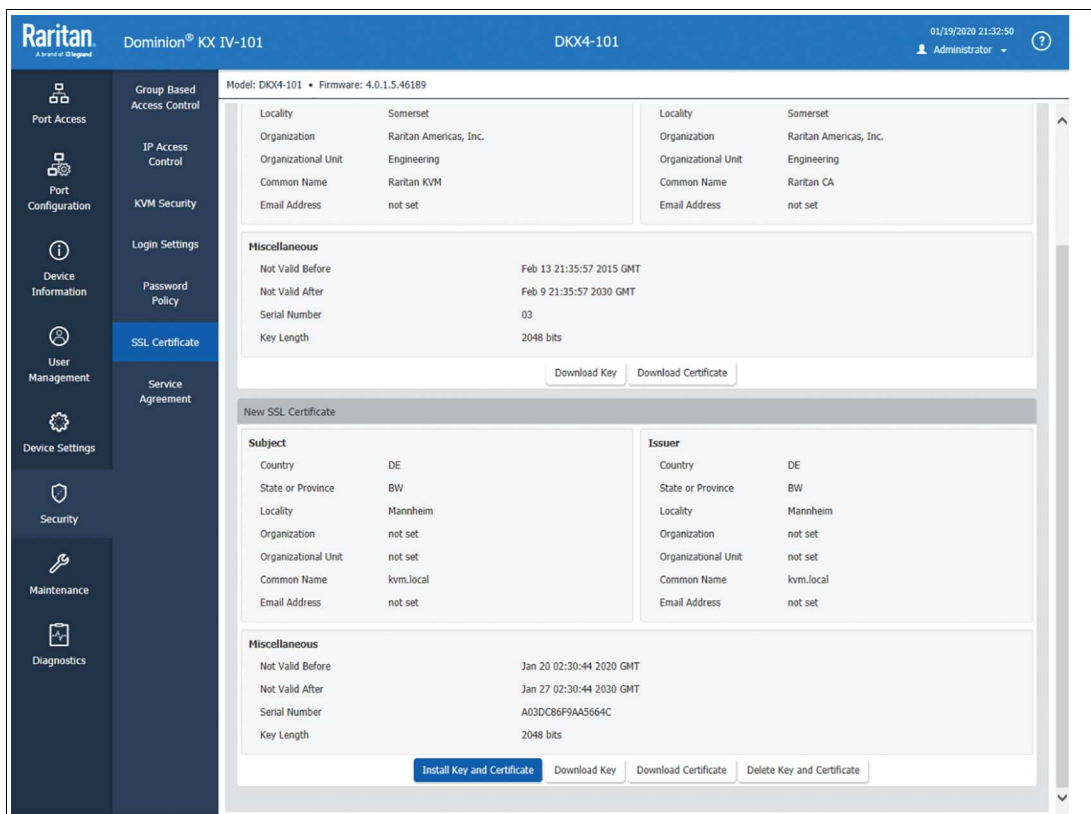 Raritan.
A brand of legrand
Dominion® KX IV-101
DKX4-101
01/19/2020 21:32:50
Administrator
?
Port Access
Port
Configuration
Device
Information
User
Management
Device Settings
Security
Maintenance
Diagnostics
Group Based
Access Control
IP Access
Control
KVM Security
Login Settings
Password
Policy
SSL Certificate
Service
Agreement
Model: DKX4-101 • Firmware: 4.0.1.5.46189
Locality Somerset Locality Somerset
Organization Raritan Americas, Inc. Organization Raritan Americas, Inc.
Organizational Unit Engineering Organizational Unit Engineering
Common Name Raritan KVM Common Name Raritan CA
Email Address not set Email Address not set
Miscellaneous
Not Valid Before Feb 13 21:35:57 2015 GMT
Not Valid After Feb 9 21:35:57 2030 GMT
Serial Number 03
Key Length 2048 bits
Download Key Download Certificate
New SSL Certificate
Subject Issuer
Country DE Country DE
State or Province BW State or Province BW
Locality Mannheim Locality Mannheim
Organization not set Organization not set
Organizational Unit not set Organizational Unit not set
Common Name kvm.local Common Name kvm.local
Email Address not set Email Address not set
Miscellaneous
Not Valid Before Jan 20 02:30:44 2020 GMT
Not Valid After Jan 27 02:30:44 2030 GMT
Serial Number A03DC86F9AA5664C
Key Length 2048 bits
Install Key and Certificate Download Key Download Certificate Delete Key and Certificate